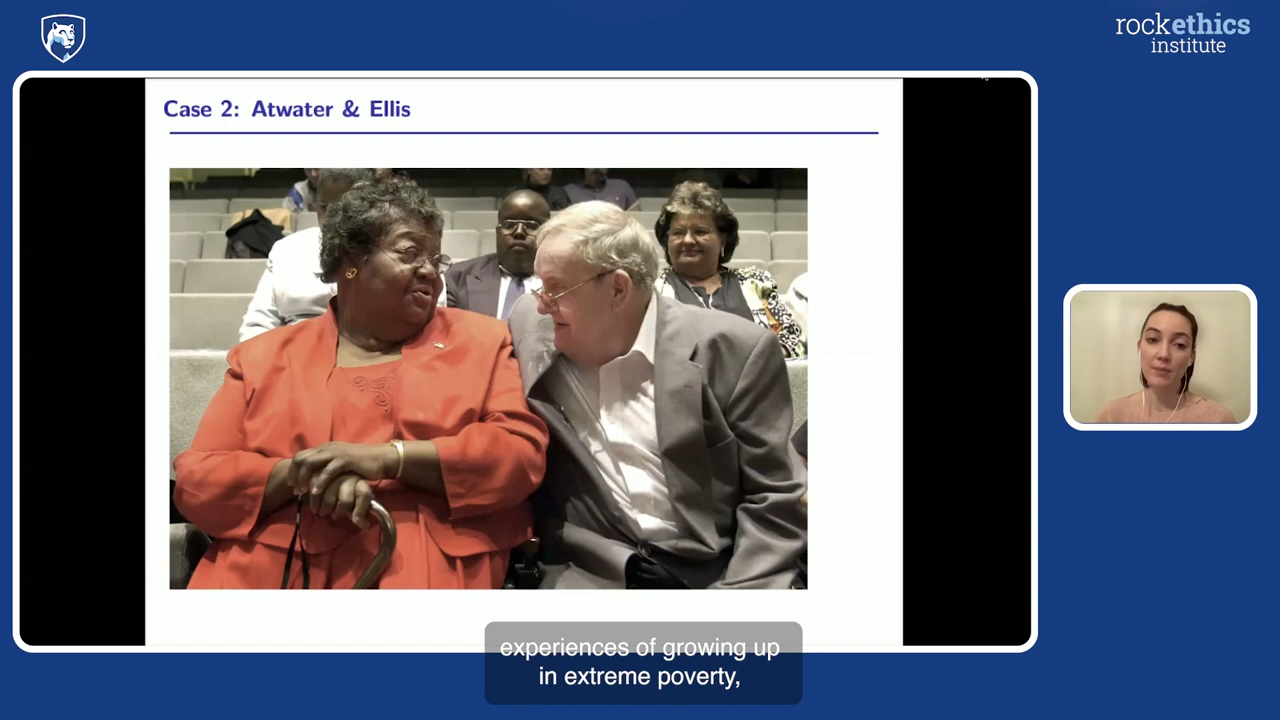 rockethics
institute
Case 2: Atwater & Ellis
experiences of growing up
in extreme poverty,